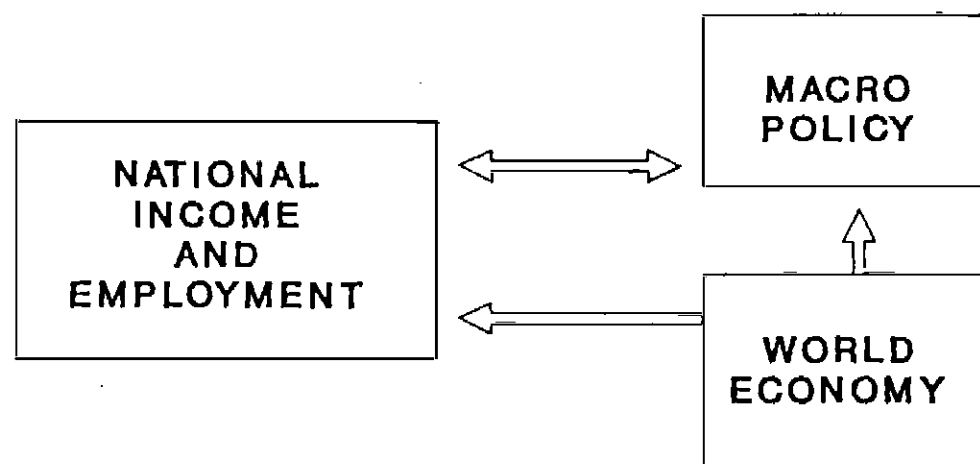 NATIONAL
INCOME
AND
EMPLOYMENT
MACRO
POLICY
WORLD
ECONOMY